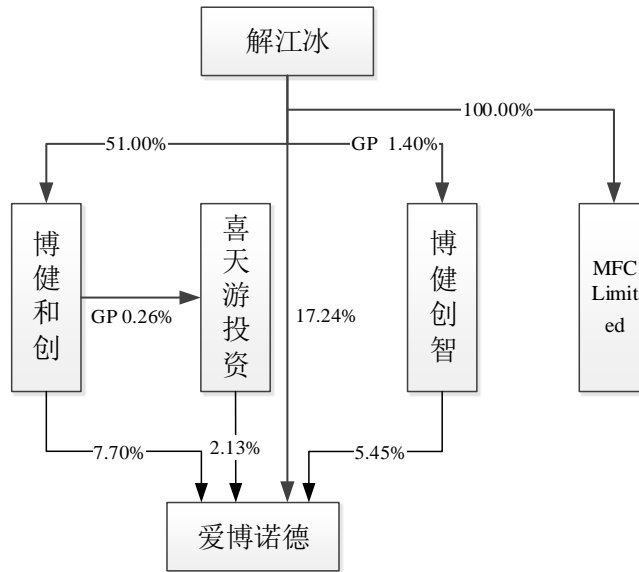 解江冰
100.00%
51.00%
GP 1.40%
博健和创
喜天游投资
博健创智
MFC
Limit
ed
GP 0.26%
17.24%
7.70%
2.13%
5.45%
爱博诺德